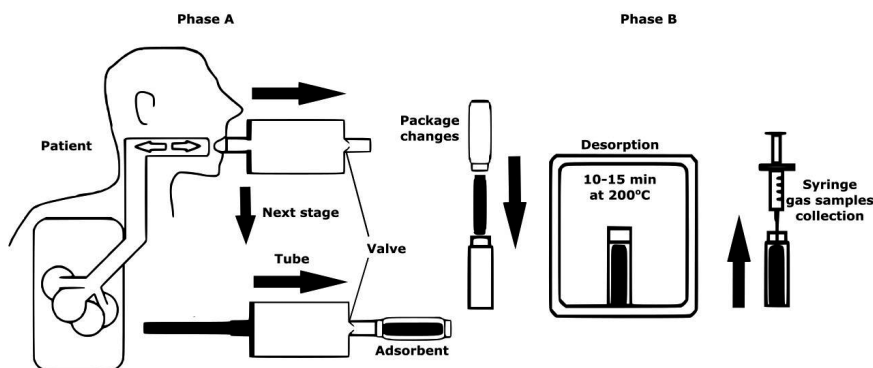 Phase A
Phase B
Patient
Next stage
Tube
Valve
Adsorbent
Package
changes
Desorption
10-15 min
at 200°C
Syringe
gas samples
collection